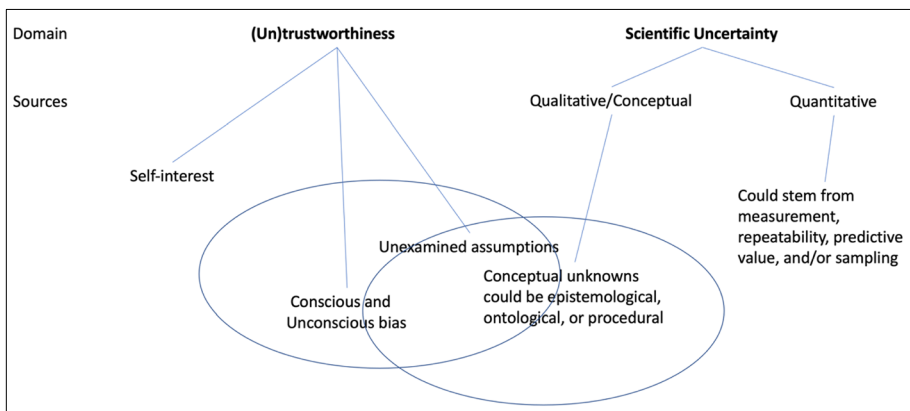 Domain
(Un)trustworthiness
Scientific Uncertainty
Sources
Qualitative/Conceptual
Quantitative
Self-interest
Could stem from
measurement,
repeatability, predictive
value, and/or sampling
Unexamined assumptions
Conceptual unknowns
could be epistemological,
ontological, or procedural
Conscious and
Unconscious bias